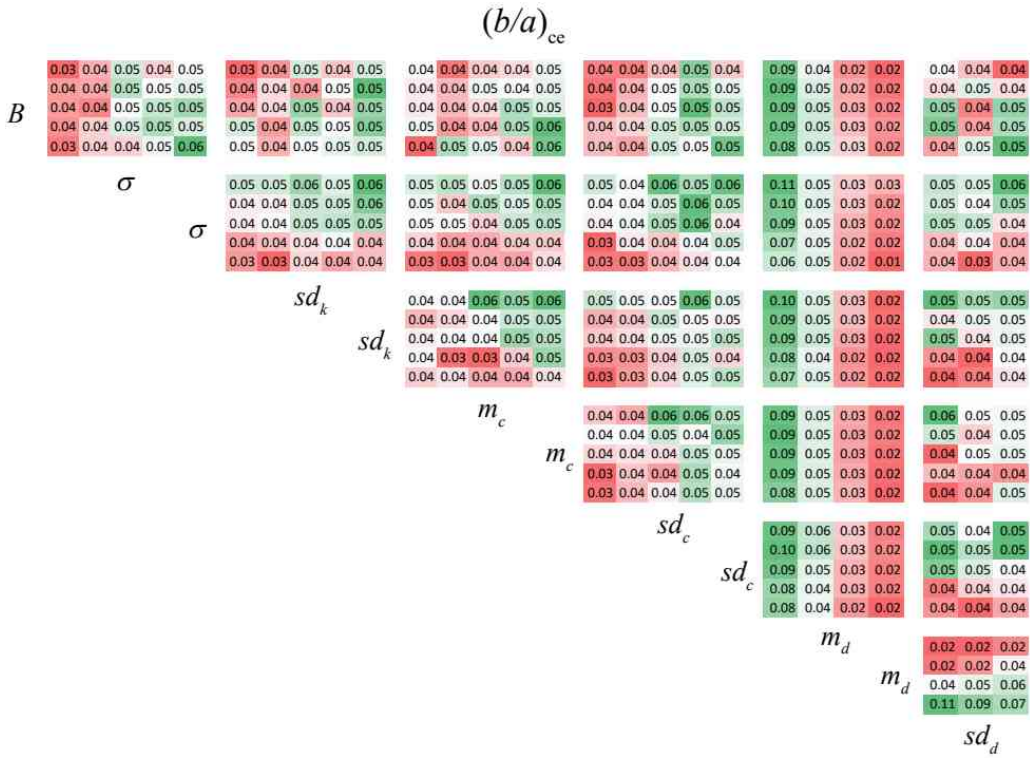 (b/a)ce
0.03 0.04 0.05 0.04 0.05 0.03 0.04 0.05 0.04 0.05 0.04 0.04 0.04 0.04 0.05 0.04 0.04 0.04 0.05 0.04 0.09 0.04 0.02 0.02 0.04 0.04 0.04
0.04 0.04 0.05 0.05 0.05 0.04 0.04 0.04 0.05 0.05 0.04 0.04 0.04 0.05 0.05 0.04 0.04 0.04 0.05 0.05 0.09 0.05 0.03 0.02 0.04 0.04 0.05
B 0.04 0.04 0.05 0.05 0.05 0.04 0.04 0.05 0.04 0.05 0.04 0.04 0.04 0.05 0.05 0.03 0.04 0.05 0.05 0.05 0.09 0.05 0.03 0.02 0.05 0.04 0.05
0.04 0.04 0.05 0.05 0.05 0.05 0.04 0.05 0.05 0.05 0.05 0.04 0.04 0.05 0.06 0.04 0.04 0.05 0.05 0.05 0.09 0.05 0.03 0.02 0.05 0.04 0.05
0.03 0.04 0.04 0.05 0.06 0.05 0.04 0.05 0.05 0.05 0.04 0.05 0.05 0.04 0.06 0.04 0.04 0.05 0.05 0.05 0.08 0.05 0.03 0.02 0.04 0.05 0.05
σ
0.05 0.05 0.06 0.05 0.06 0.05 0.05 0.05 0.05 0.06 0.05 0.04 0.06 0.05 0.06 0.11 0.05 0.03 0.03 0.05 0.05 0.06
0.04 0.04 0.05 0.05 0.06 0.05 0.04 0.05 0.05 0.05 0.04 0.04 0.05 0.06 0.05 0.10 0.05 0.03 0.02 0.05 0.04 0.05
σ 0.04 0.04 0.05 0.05 0.05 0.05 0.05 0.04 0.05 0.05 0.04 0.04 0.05 0.06 0.04 0.09 0.05 0.03 0.02 0.05 0.05 0.04
0.04 0.04 0.04 0.04 0.04 0.04 0.04 0.04 0.04 0.04 0.03 0.04 0.04 0.04 0.05 0.07 0.05 0.02 0.02 0.04 0.04 0.04
0.04 0.03 0.04 0.04 0.04 0.03 0.03 0.04 0.04 0.04 0.03 0.03 0.04 0.04 0.04 0.06 0.05 0.02 0.01 0.04 0.03 0.04
sdk
0.04 0.04 0.06 0.05 0.06 0.05 0.05 0.05 0.06 0.05 0.10 0.05 0.03 0.02 0.05 0.05 0.05
0.04 0.04 0.04 0.05 0.05 0.04 0.04 0.05 0.05 0.05 0.09 0.05 0.03 0.02 0.04 0.05 0.05
sdk 0.04 0.04 0.04 0.05 0.05 0.04 0.04 0.04 0.05 0.05 0.09 0.05 0.03 0.02 0.05 0.04 0.05
0.04 0.03 0.03 0.04 0.05 0.03 0.03 0.04 0.05 0.04 0.08 0.04 0.02 0.02 0.04 0.04 0.04
0.04 0.04 0.04 0.04 0.04 0.03 0.03 0.04 0.05 0.05 0.07 0.05 0.02 0.02 0.04 0.04 0.04
mc
0.04 0.04 0.06 0.06 0.05 0.09 0.05 0.03 0.02 0.06 0.05 0.05
0.04 0.04 0.05 0.04 0.05 0.09 0.05 0.03 0.02 0.05 0.04 0.05
mc 0.04 0.04 0.04 0.05 0.05 0.09 0.05 0.03 0.02 0.04 0.05 0.05
0.03 0.04 0.04 0.05 0.04 0.09 0.05 0.03 0.02 0.04 0.04 0.04
0.03 0.04 0.04 0.05 0.05 0.08 0.05 0.03 0.02 0.04 0.04 0.05
sdc
0.09 0.06 0.03 0.02 0.05 0.04 0.05
0.10 0.06 0.03 0.02 0.05 0.05 0.05
sdc 0.09 0.05 0.03 0.02 0.05 0.05 0.04
0.08 0.04 0.03 0.02 0.04 0.04 0.04
0.08 0.04 0.02 0.02 0.04 0.04 0.04
md
0.02 0.02 0.02
0.02 0.02 0.04
md 0.04 0.05 0.06
0.11 0.09 0.07
sdd